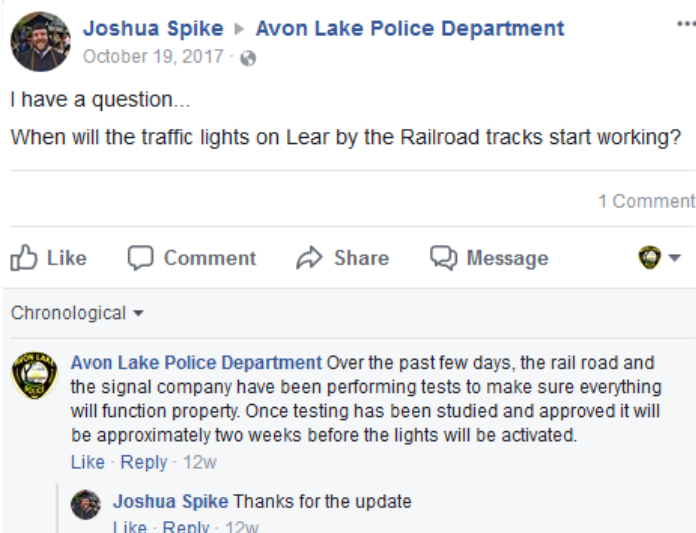 Joshua Spike ▸ Avon Lake Police Department
October 19, 2017 ·
I have a question...
When will the traffic lights on Lear by the Railroad tracks start working?
1 Comment
Like Comment Share Message
Chronological
Avon Lake Police Department Over the past few days, the rail road and
the signal company have been performing tests to make sure everything
will function property. Once testing has been studied and approved it will
be approximately two weeks before the lights will be activated.
Like · Reply · 12w
Joshua Spike Thanks for the update
Like · Reply · 12w